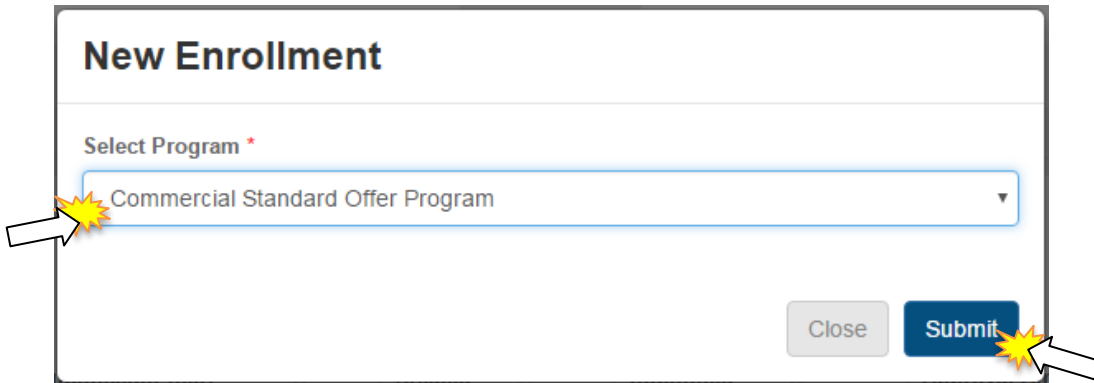 New Enrollment
Select Program *
Commercial Standard Offer Program
Close
Submit